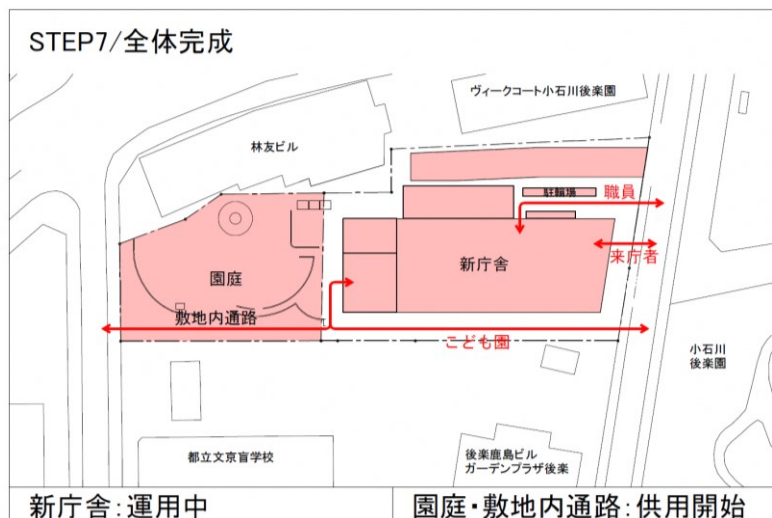 STEP7/全体完成
ヴィークコート小石川後楽園
林友ビル
駐輪場
職員
来庁者
新庁舎
園庭
敷地内通路
こども園
小石川
後楽園
都立文京盲学校
後楽鹿島ビル
ガーデンプラザ後楽
新庁舎:運用中
園庭・敷地内通路:供用開始